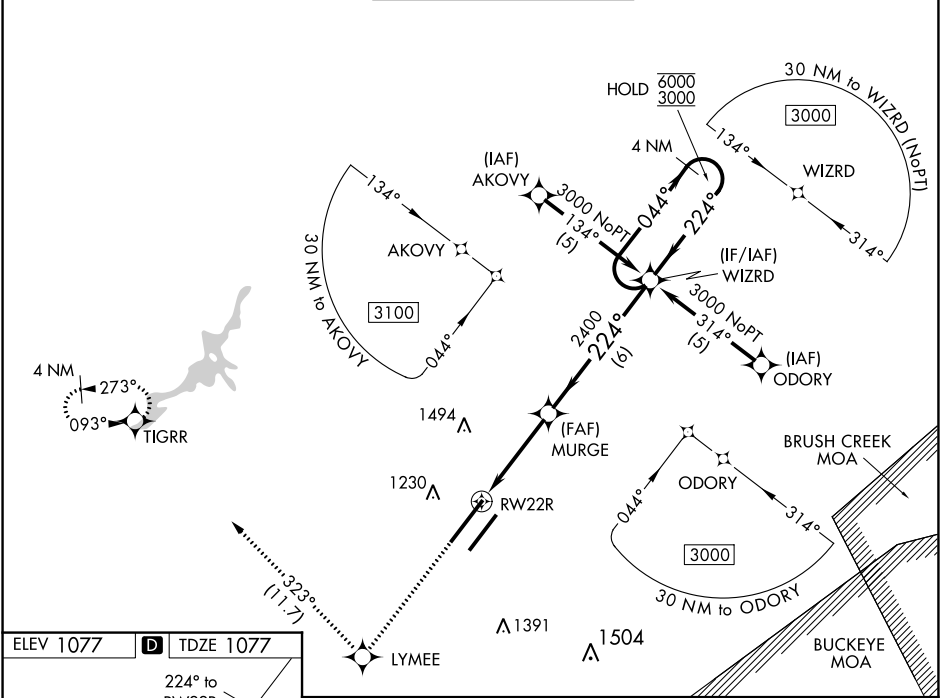 HOLD 6000
3000
30 NM to WIZRD (NoPT)
3000
134°
WIZRD
314°
4 NM
(IAF)
AKOVY
3000 NoPT
134°
(5)
044°
224°
(IF/IAF)
WIZRD
134°
AKOVY
3100
044°
30 NM to AKOVY
3000 NoPT
314°
(5)
(IAF)
ODORY
2400
224°
(6)
4 NM
273°
093°
TIGRR
1494
(FAF)
MURGE
1230
RW22R
BRUSH CREEK
MOA
ODORY
044°
314°
3000
30 NM to ODORY
323°
(11.7)
1391
1504
LYMEE
BUCKEYE
MOA
ELEV 1077 D TDZE 1077
224° to